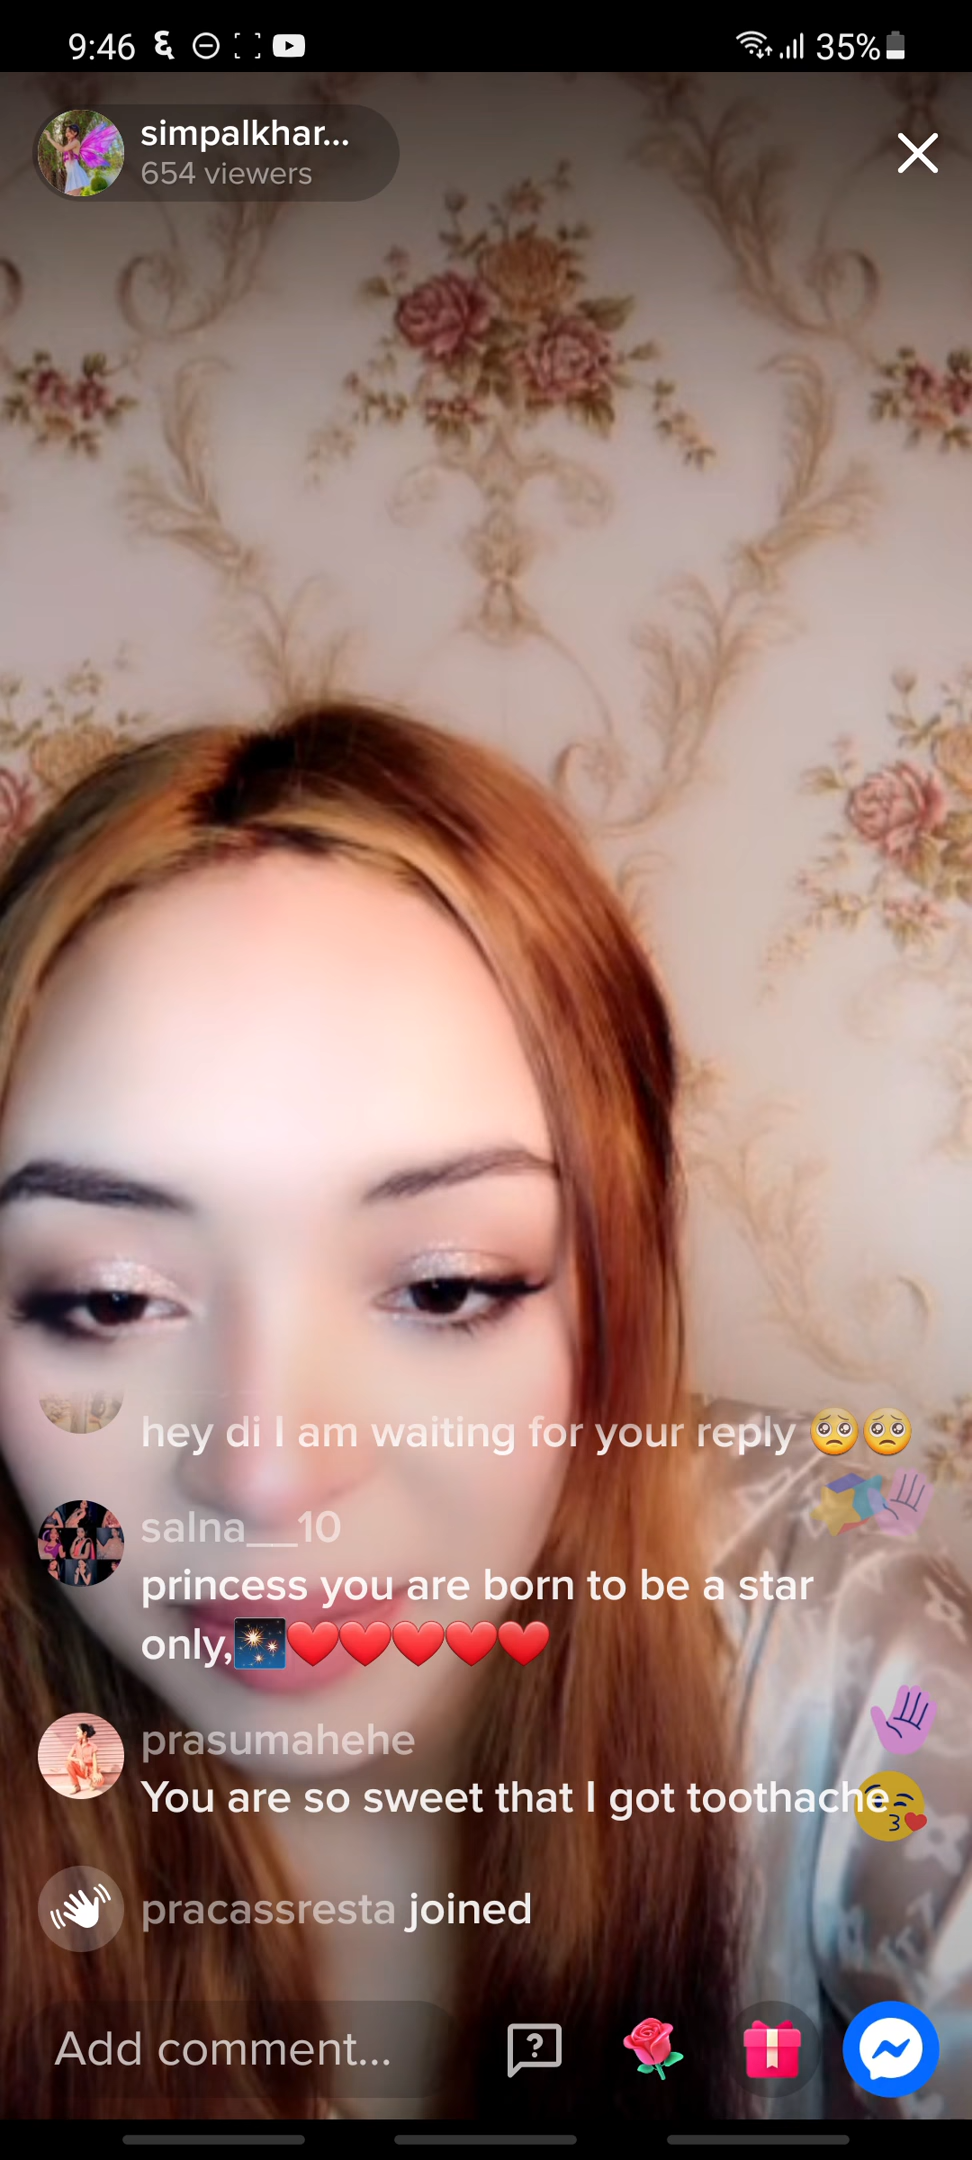 9:46
35%
simpalkhar...
654 viewers
hey di I am waiting for your reply 🥺🥺
salna__10
princess you are born to be a star
only,🎇❤️❤️❤️❤️❤️
prasumahehe
You are so sweet that I got toothache
pracassresta joined
Add comment...